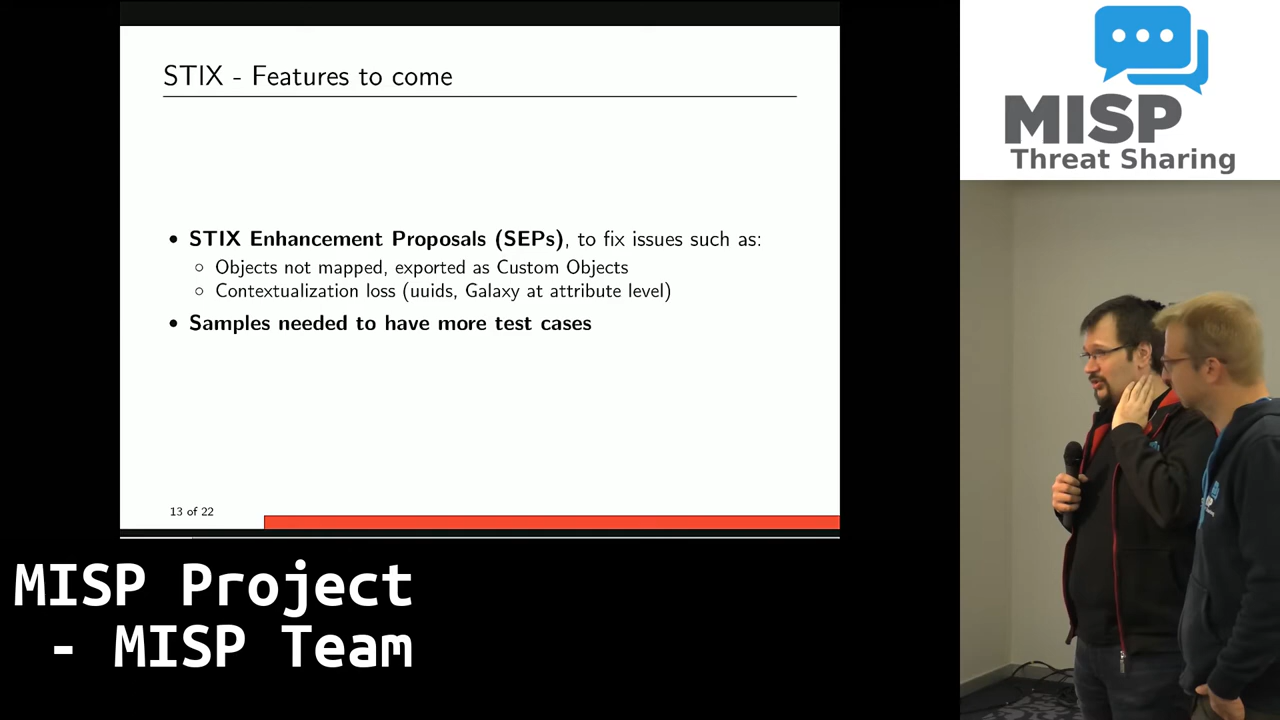 STIX - Features to come
• STIX Enhancement Proposals (SEPs), to fix issues such as:
○ Objects not mapped, exported as Custom Objects
○ Contextualization loss (uuids, Galaxy at attribute level)
• Samples needed to have more test cases
13 of 22
MISP Project
- MISP Team
MISP
Threat Sharing